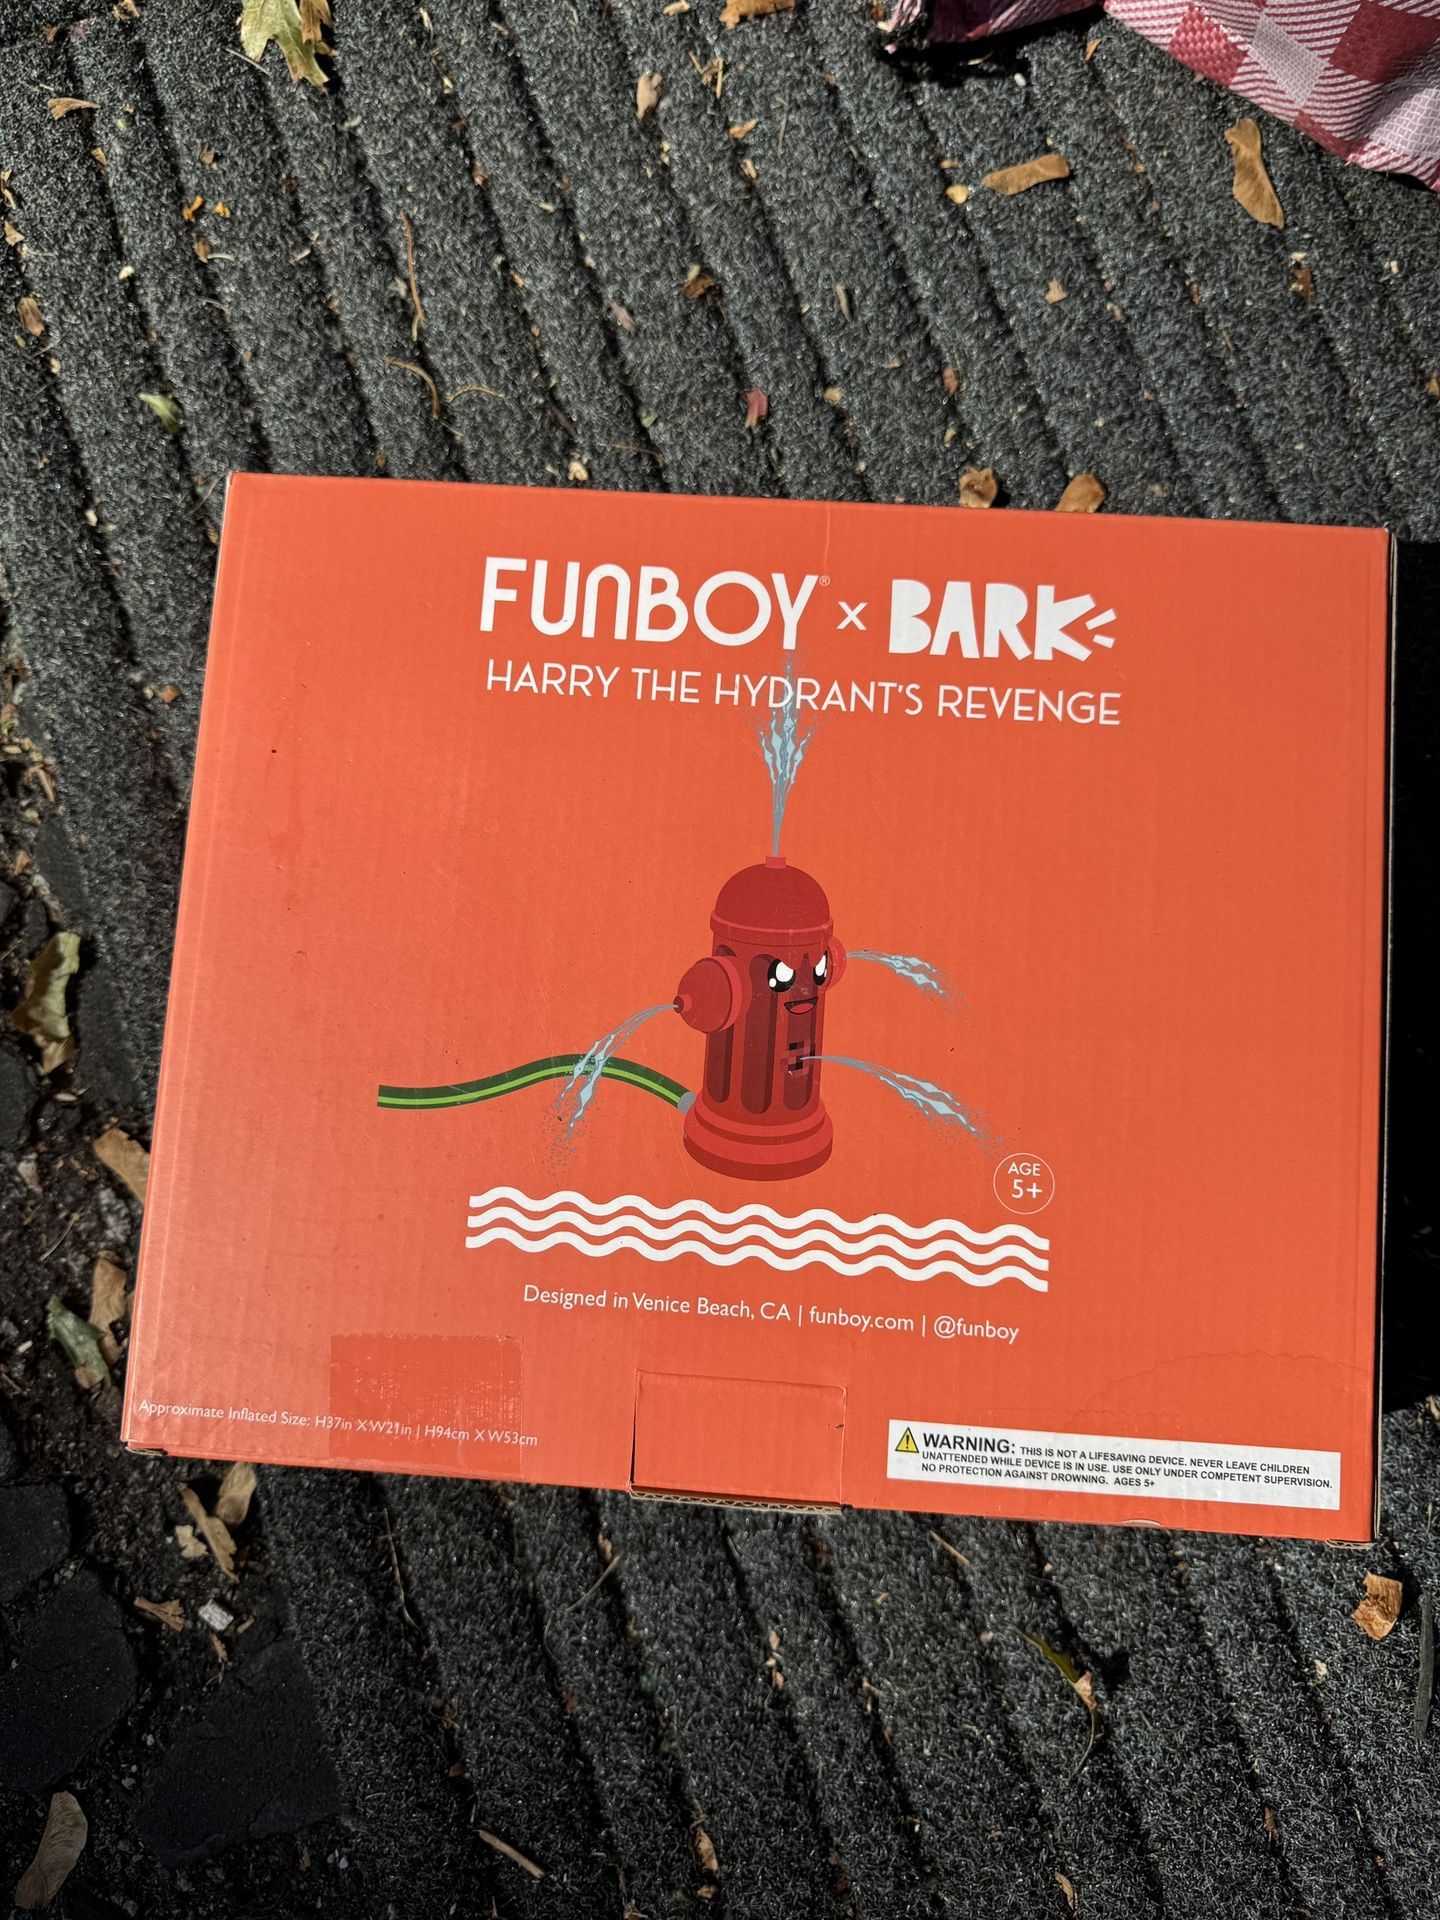 FUNBOY® x BARK
HARRY THE HYDRANT'S REVENGE
AGE
5+
Designed in Venice Beach, CA | funboy.com | @funboy
Approximate Inflated Size: H37in X W21in | H94cm X W53cm
WARNING: THIS IS NOT A LIFESAVING DEVICE. NEVER LEAVE CHILDREN
UNATTENDED WHILE DEVICE IS IN USE. USE ONLY UNDER COMPETENT SUPERVISION.
NO PROTECTION AGAINST DROWNING. AGES 5+